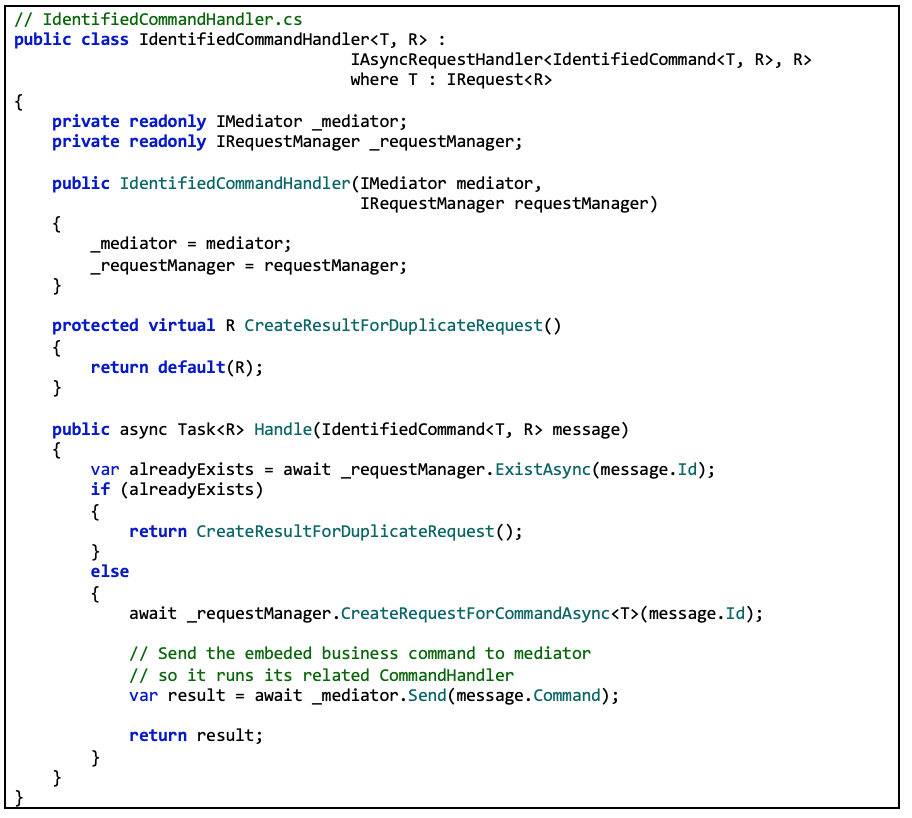 // IdentifiedCommandHandler.cs
public class IdentifiedCommandHandler<T, R> :
                                   IAsyncRequestHandler<IdentifiedCommand<T, R>, R>
                                   where T : IRequest<R>
{
    private readonly IMediator _mediator;
    private readonly IRequestManager _requestManager;

    public IdentifiedCommandHandler(IMediator mediator,
                                    IRequestManager requestManager)
    {
        _mediator = mediator;
        _requestManager = requestManager;
    }

    protected virtual R CreateResultForDuplicateRequest()
    {
        return default(R);
    }

    public async Task<R> Handle(IdentifiedCommand<T, R> message)
    {
        var alreadyExists = await _requestManager.ExistAsync(message.Id);
        if (alreadyExists)
        {
            return CreateResultForDuplicateRequest();
        }
        else
        {
            await _requestManager.CreateRequestForCommandAsync<T>(message.Id);

            // Send the embeded business command to mediator
            // so it runs its related CommandHandler
            var result = await _mediator.Send(message.Command);

            return result;
        }
    }
}